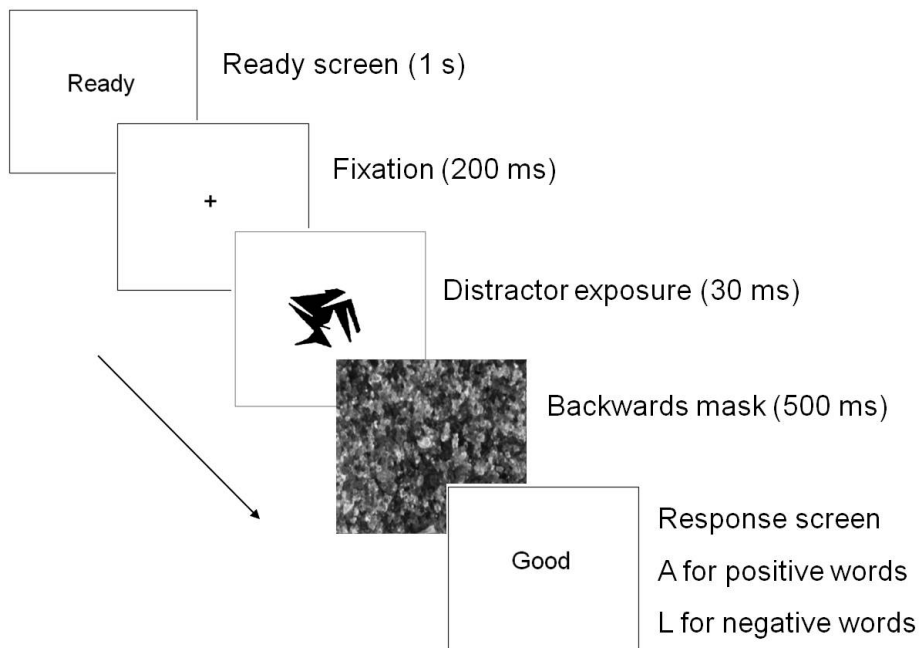 Ready
Ready screen (1 s)
+
Fixation (200 ms)
Distractor exposure (30 ms)
Backwards mask (500 ms)
Good
Response screen
A for positive words
L for negative words